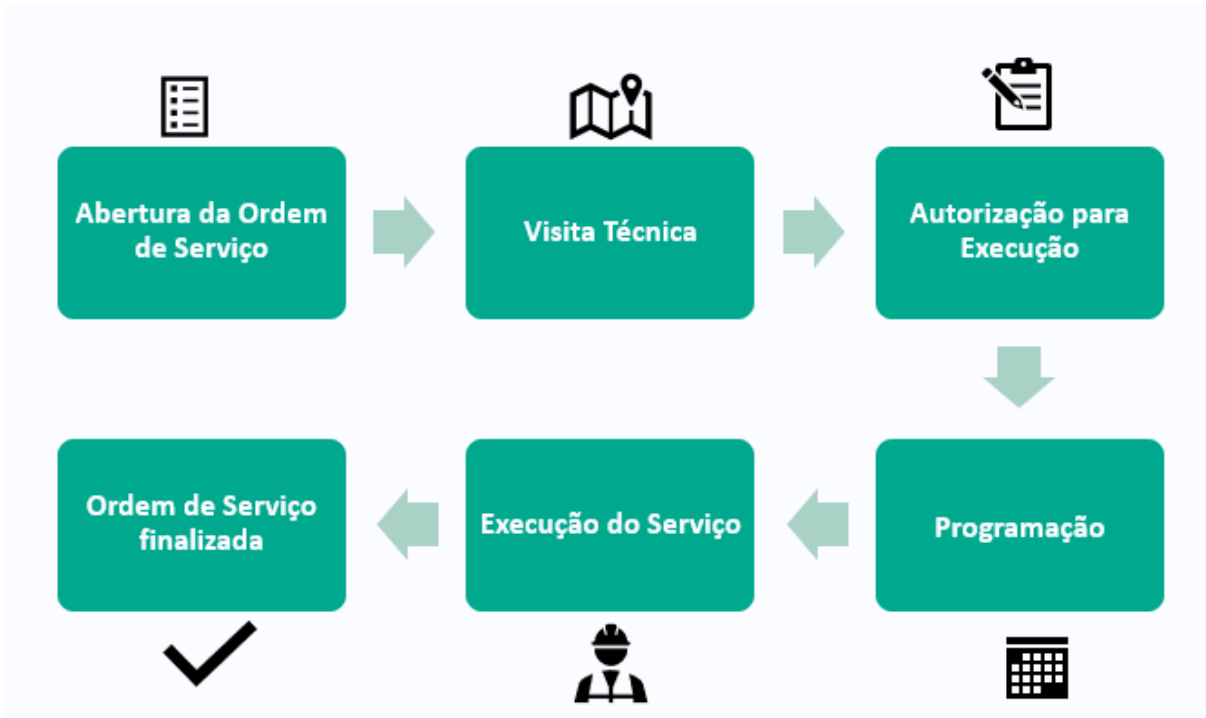 Abertura da Ordem
de Serviço
Visita Técnica
Autorização para
Execução
Programação
Execução do Serviço
Ordem de Serviço
finalizada